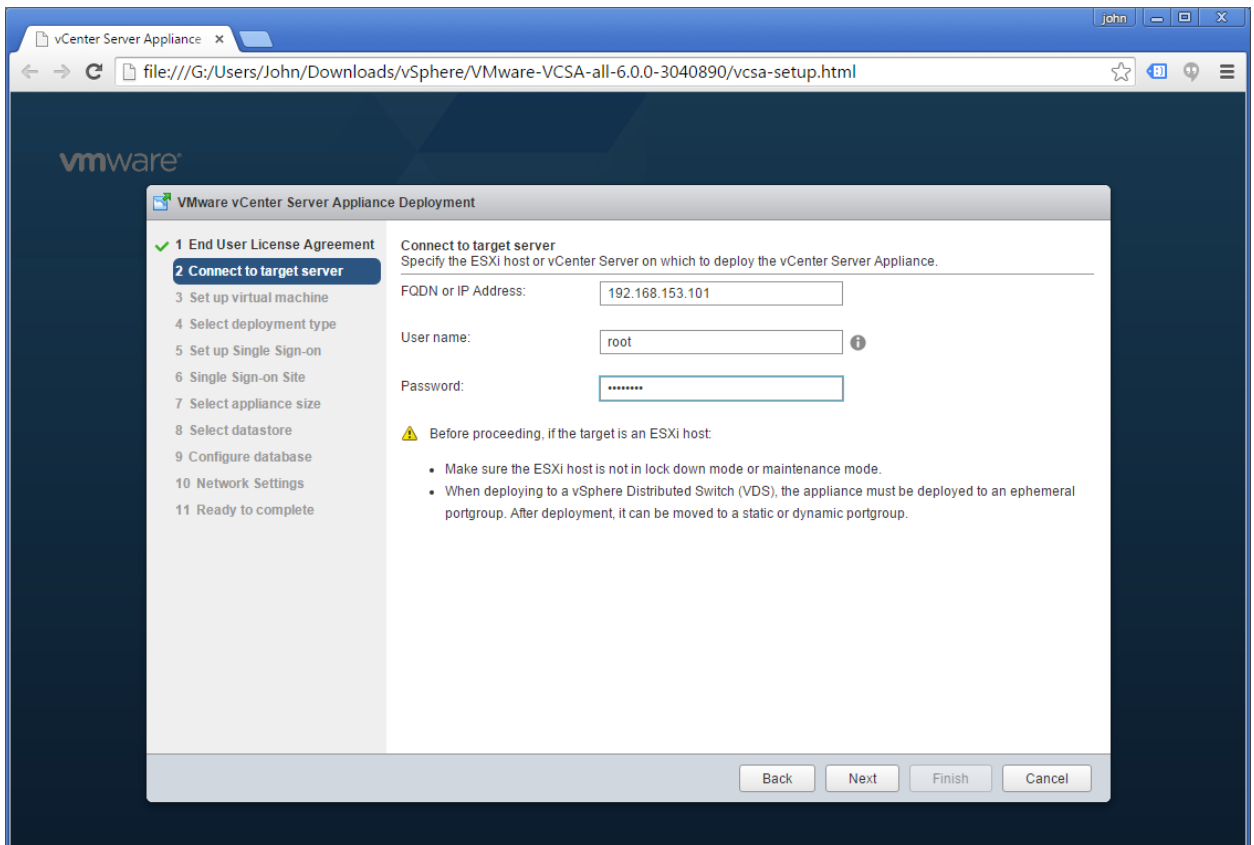 john
vCenter Server Appliance
file:///G:/Users/John/Downloads/vSphere/VMware-VCSA-all-6.0.0-3040890/vcsa-setup.html
vmware
VMware vCenter Server Appliance Deployment
1 End User License Agreement
2 Connect to target server
3 Set up virtual machine
4 Select deployment type
5 Set up Single Sign-on
6 Single Sign-on Site
7 Select appliance size
8 Select datastore
9 Configure database
10 Network Settings
11 Ready to complete
Connect to target server
Specify the ESXi host or vCenter Server on which to deploy the vCenter Server Appliance.
FQDN or IP Address: 192.168.153.101
User name: root
Password: ••••••••
Before proceeding, if the target is an ESXi host:
• Make sure the ESXi host is not in lock down mode or maintenance mode.
• When deploying to a vSphere Distributed Switch (VDS), the appliance must be deployed to an ephemeral
portgroup. After deployment, it can be moved to a static or dynamic portgroup.
Back Next Finish Cancel